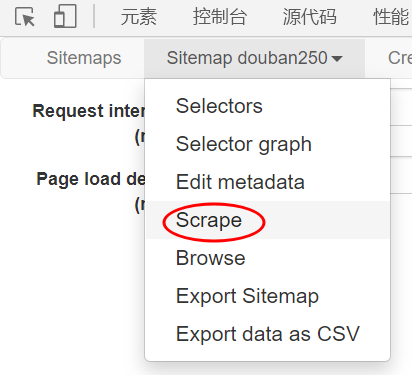 元素 控制台 源代码 性能
Sitemaps Sitemap douban250
Request inter
Selectors
Selector graph
Page load de
Edit metadata
Scrape
Browse
Export Sitemap
Export data as CSV